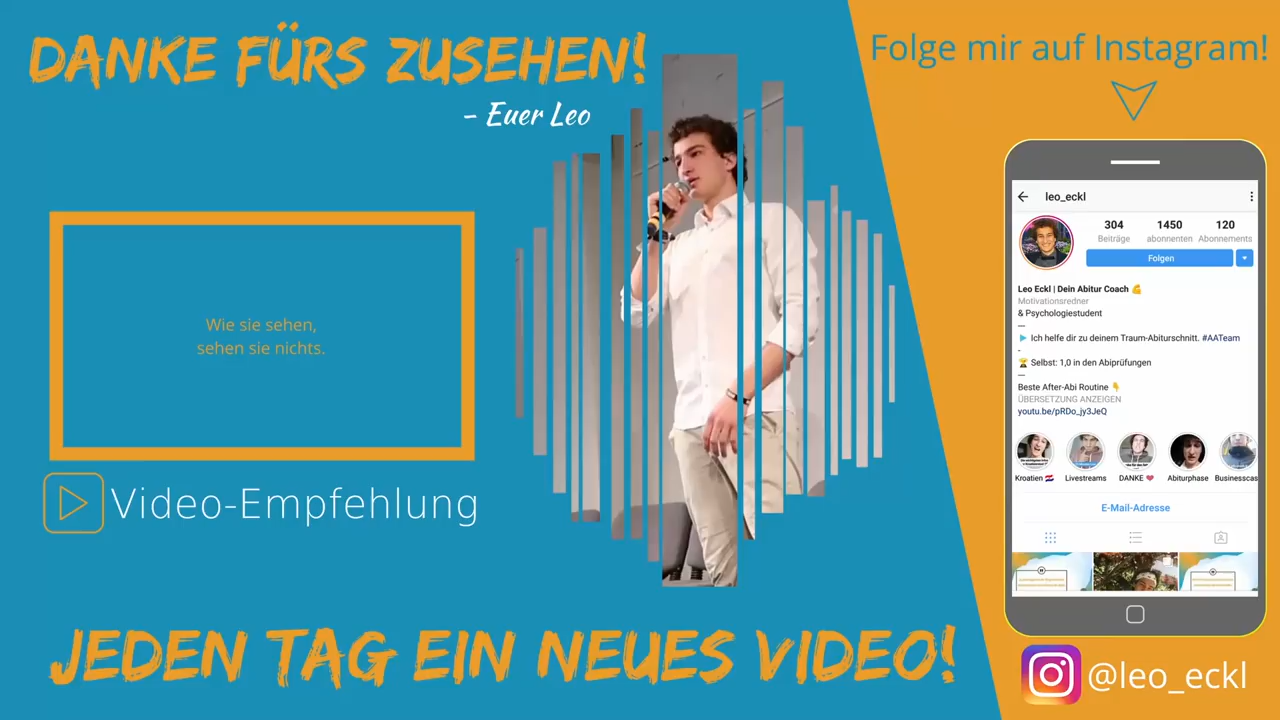 DANKE FÜRS ZUSEHEN!
- Euer Leo
Wie sie sehen,
sehen sie nichts.
Video-Empfehlung
JEDEN TAG EIN NEUES VIDEO!
Folge mir auf Instagram!
leo_eckl
304 1450 120
Beiträge abonnenten Abonnements
Folgen
Leo Eckl | Dein Abitur Coach 💪
Motivationsredner
& Psychologiestudent
—
▶ Ich helfe dir zu deinem Traum-Abiturschnitt. #AATeam
-
⏳ Selbst: 1,0 in den Abiprüfungen
—
Beste After-Abi Routine 👇
ÜBERSETZUNG ANZEIGEN
youtu.be/pRDo_jy3JeQ
Kroatien 🇭🇷 Livestreams DANKE ❤ Abiturphase Businesscas
E-Mail-Adresse
@leo_eckl